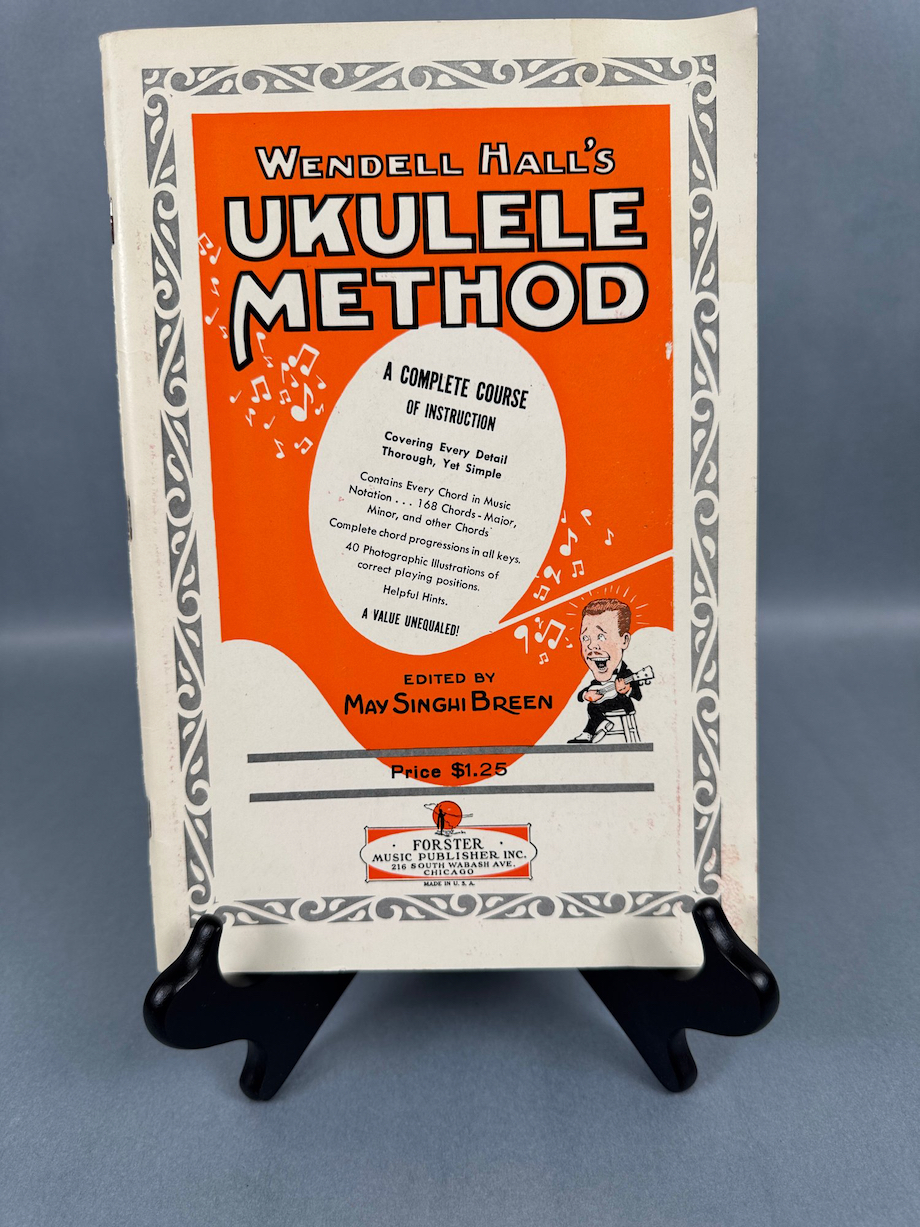 WENDELL HALL'S
UKULELE
METHOD
A COMPLETE COURSE
OF INSTRUCTION
Covering Every Detail
Thorough, Yet Simple
Contains Every Chord in Music
Notation . . . 168 Chords - Major,
Minor, and other Chords
Complete chord progressions in all keys.
40 Photographic Illustrations of
correct playing positions.
Helpful Hints.
A VALUE UNEQUALED!
EDITED BY
MAY SINGHI BREEN
Price $1.25
· FORSTER ·
MUSIC PUBLISHER INC.
216 SOUTH WABASH AVE.
CHICAGO
MADE IN U. S. A.